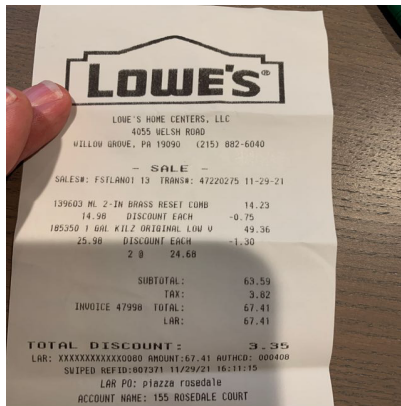 LOWE'S®
LOWE'S HOME CENTERS, LLC
4055 WELSH ROAD
WILLOW GROVE, PA 19090 (215) 882-6040
- SALE -
SALES#: FSTLAN01 13 TRANS#: 47220275 11-29-21
139603 ML 2-IN BRASS RESET COMB 14.23
14.98 DISCOUNT EACH -0.75
185350 1 GAL KILZ ORIGINAL LOW V 49.36
25.98 DISCOUNT EACH -1.30
2 @ 24.68
SUBTOTAL: 63.59
TAX: 3.82
INVOICE 47998 TOTAL: 67.41
LAR: 67.41
TOTAL DISCOUNT: 3.35
LAR: XXXXXXXXXXXX0080 AMOUNT:67.41 AUTHCD: 000408
SWIPED REFID:807371 11/29/21 16:11:15
LAR PO: piazza rosedale
ACCOUNT NAME: 155 ROSEDALE COURT